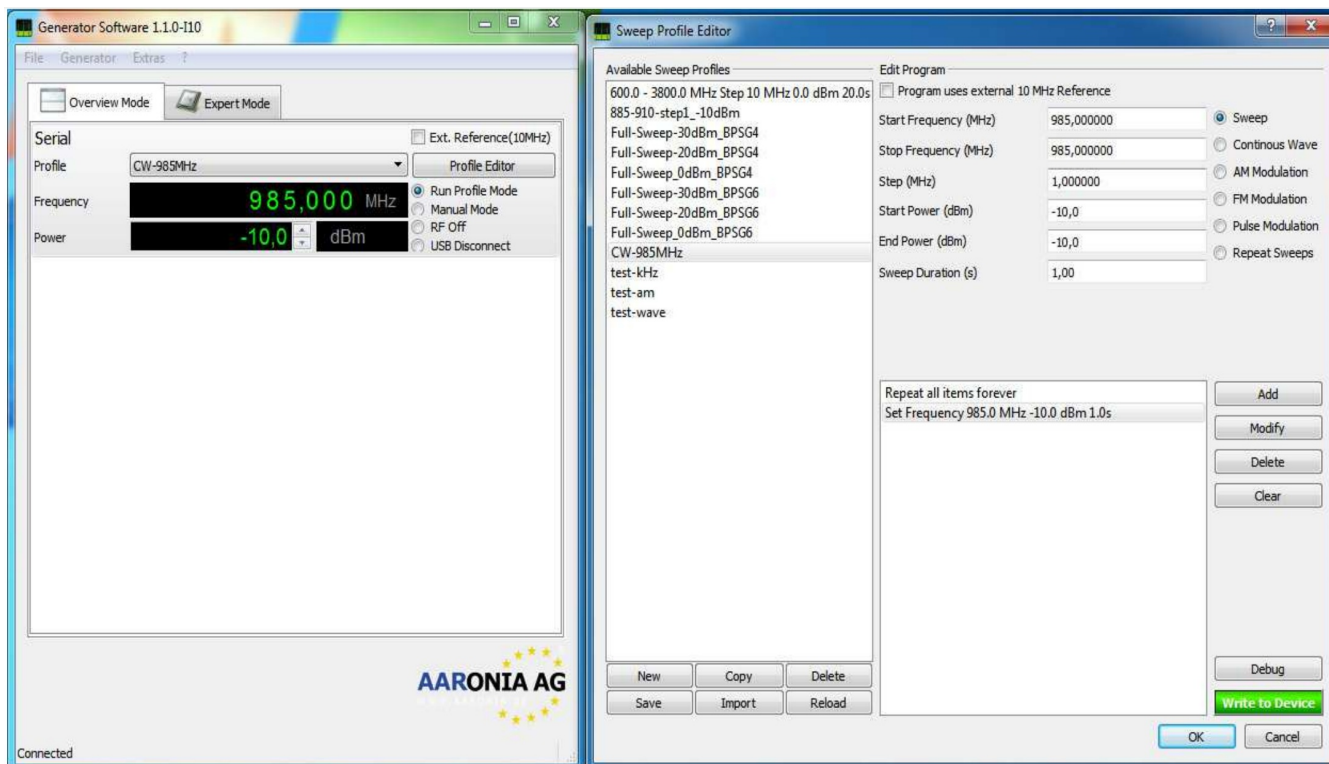 Generator Software 1.1.0-I10
File Generator Extras ?
Overview Mode
Expert Mode
Serial
Ext. Reference(10MHz)
Profile
CW-985MHz
Profile Editor
Frequency
985,000 MHz
Power
-10,0
dBm
Run Profile Mode
Manual Mode
RF Off
USB Disconnect
AARONIA AG
Connected
Sweep Profile Editor
Available Sweep Profiles
600.0 - 3800.0 MHz Step 10 MHz 0.0 dBm 20.0s
885-910-step1_-10dBm
Full-Sweep-30dBm_BPSG4
Full-Sweep-20dBm_BPSG4
Full-Sweep_0dBm_BPSG4
Full-Sweep-30dBm_BPSG6
Full-Sweep-20dBm_BPSG6
Full-Sweep_0dBm_BPSG6
CW-985MHz
test-kHz
test-am
test-wave
New
Copy
Delete
Save
Import
Reload
Edit Program
Program uses external 10 MHz Reference
Start Frequency (MHz)
985,000000
Stop Frequency (MHz)
985,000000
Step (MHz)
1,000000
Start Power (dBm)
-10,0
End Power (dBm)
-10,0
Sweep Duration (s)
1,00
Sweep
Continous Wave
AM Modulation
FM Modulation
Pulse Modulation
Repeat Sweeps
Repeat all items forever
Set Frequency 985.0 MHz -10.0 dBm 1.0s
Add
Modify
Delete
Clear
Debug
Write to Device
OK
Cancel